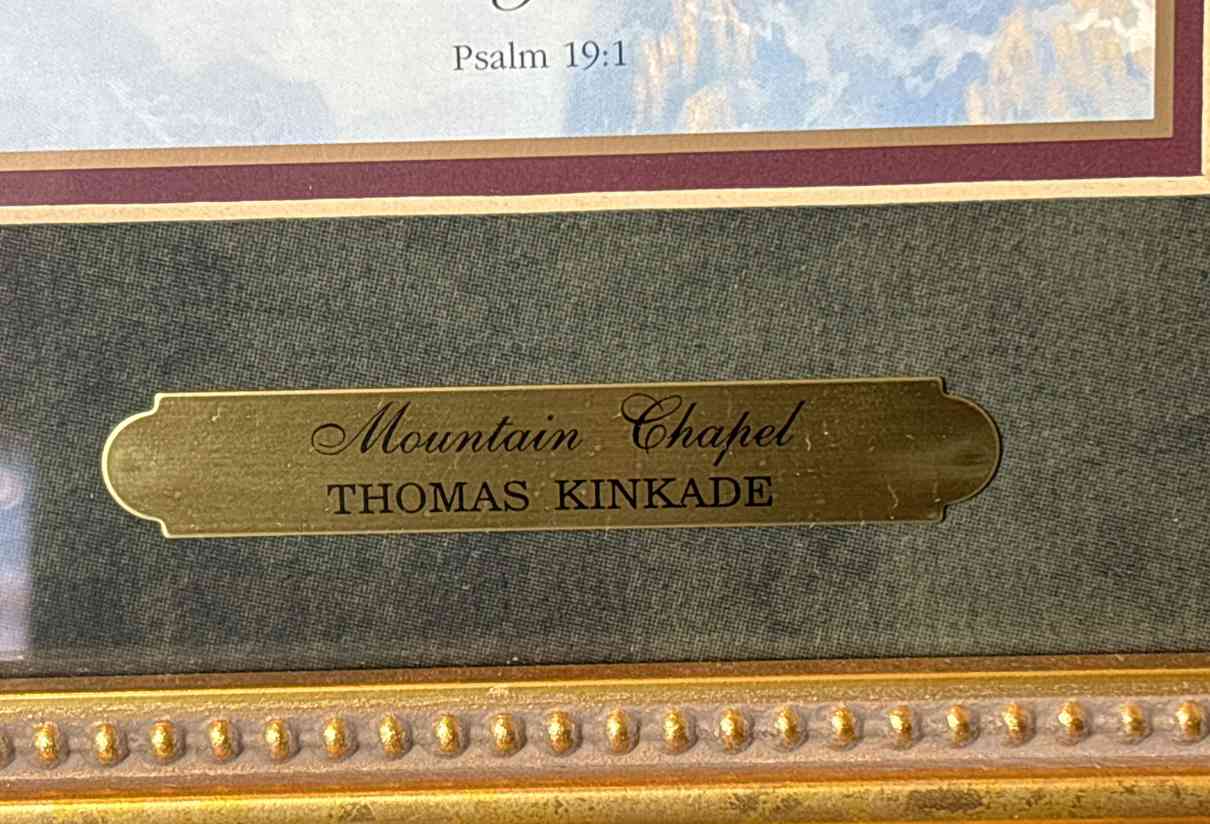 Psalm 19:1
Mountain Chapel
THOMAS KINKADE